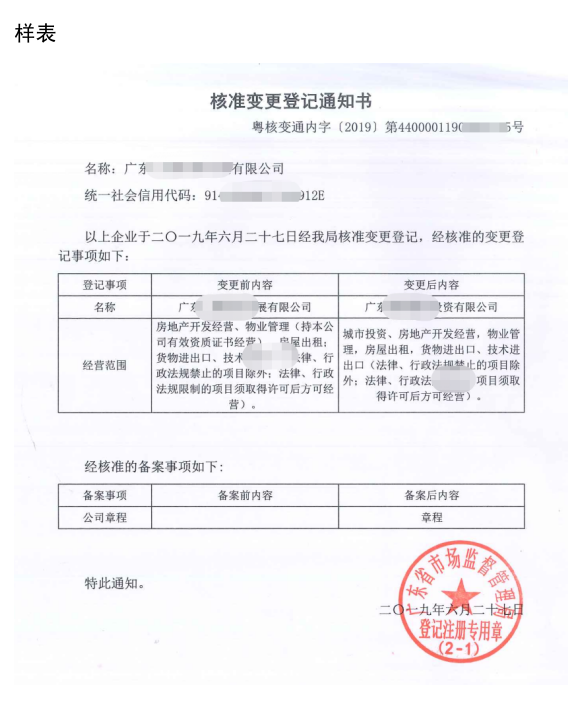 样表
核准变更登记通知书
粤核变通内字〔2019〕第44000011905号
名称：广东有限公司
统一社会信用代码：91912E
以上企业于二〇一九年六月二十七日经我局核准变更登记，经核准的变更登
记事项如下：
登记事项 变更前内容 变更后内容
名称 广展有限公司 广投资有限公司
经营范围
房地产开发经营、物业管理（持本公
司有效资质证书经营），房屋出租；
货物进出口、技术法律、行
政法规禁止的项目除外；法律、行政
法规限制的项目须取得许可后方可经
营）。
城市投资、房地产开发经营，物业管
理，房屋出租，货物进出口、技术进
出口（法律、行政法规禁止的项目除
外；法律、行政法项目须取
得许可后方可经营）。
经核准的备案事项如下：
备案事项 备案前内容 备案后内容
公司章程 章程
特此通知。
二〇一九年六月二十七日
广东省市场监督管理局
登记注册专用章
（2-1）